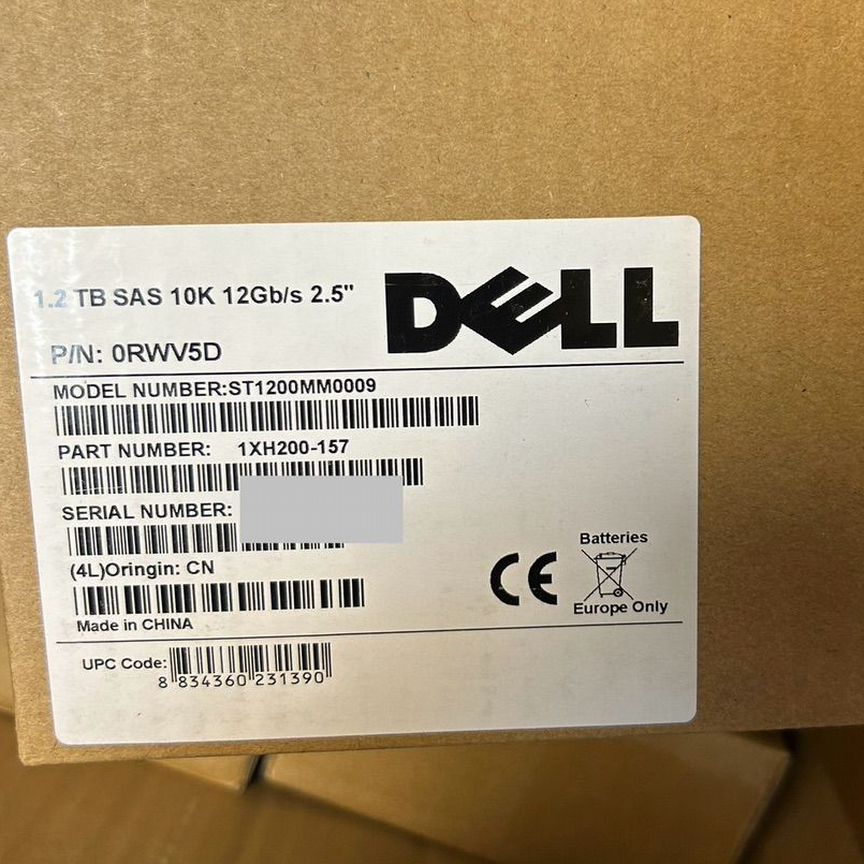 1.2 TB SAS 10K 12Gb/s 2.5"
DELL
P/N: 0RWV5D
MODEL NUMBER:ST1200MM0009
PART NUMBER: 1XH200-157
SERIAL NUMBER:
(4L)Oringin: CN
Made in CHINA
CE
Batteries
Europe Only
UPC Code:
8 834360 231390